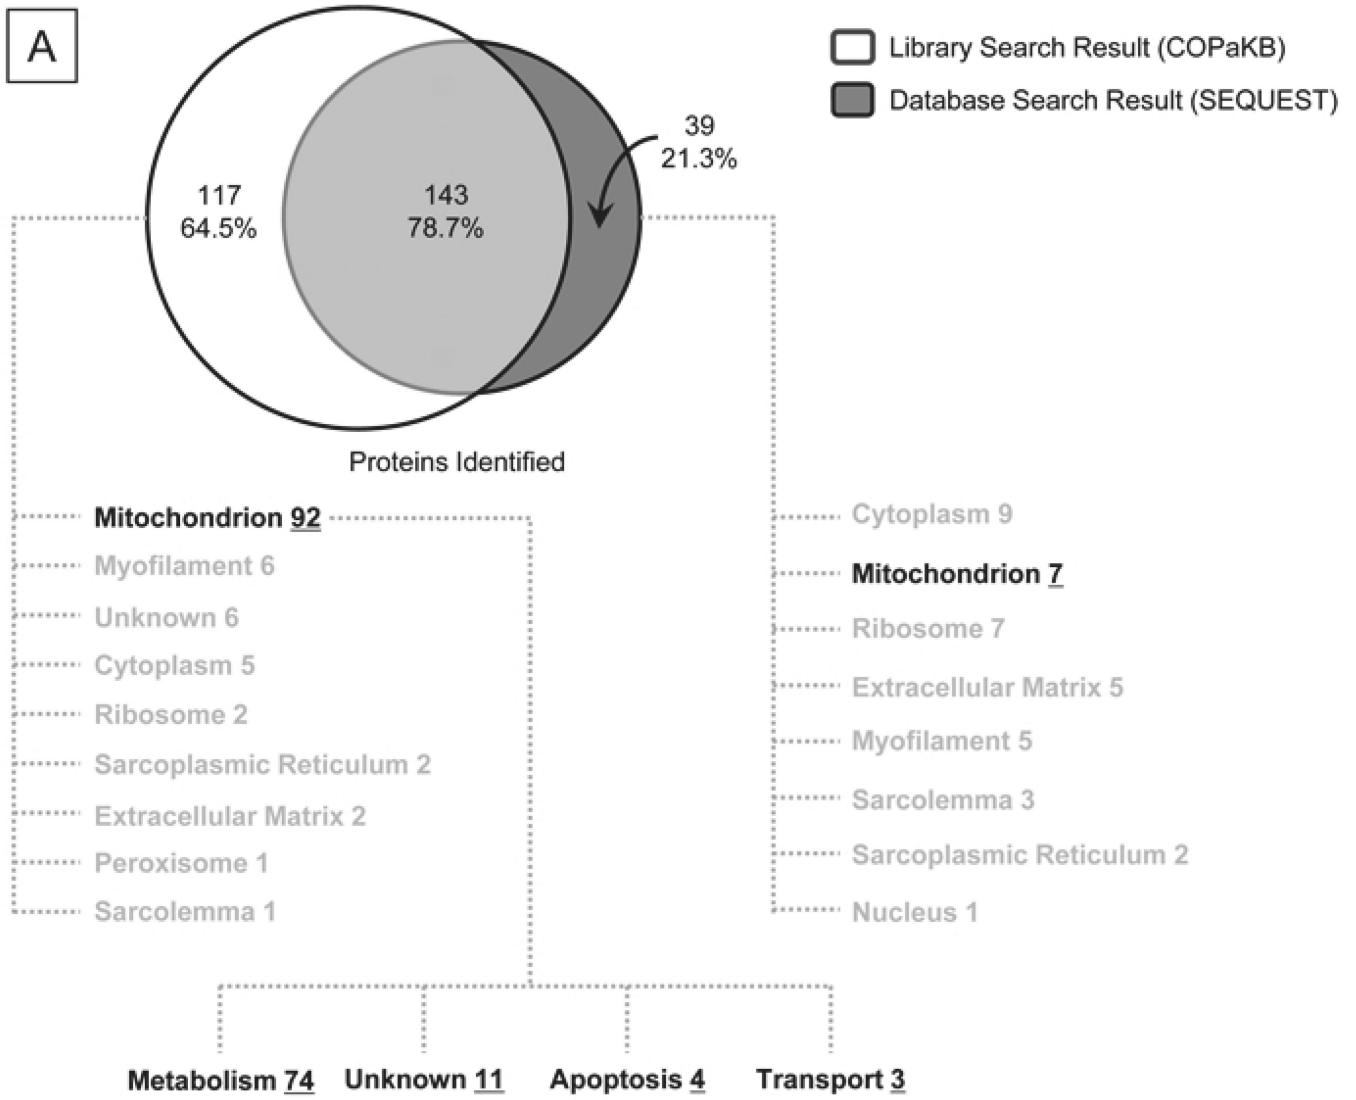 A
Library Search Result (COPaKB)
Database Search Result (SEQUEST)
39
21.3%
117
64.5%
143
78.7%
Proteins Identified
Mitochondrion 92
Myofilament 6
Unknown 6
Cytoplasm 5
Ribosome 2
Sarcoplasmic Reticulum 2
Extracellular Matrix 2
Peroxisome 1
Sarcolemma 1
Cytoplasm 9
Mitochondrion 7
Ribosome 7
Extracellular Matrix 5
Myofilament 5
Sarcolemma 3
Sarcoplasmic Reticulum 2
Nucleus 1
Metabolism 74
Unknown 11
Apoptosis 4
Transport 3